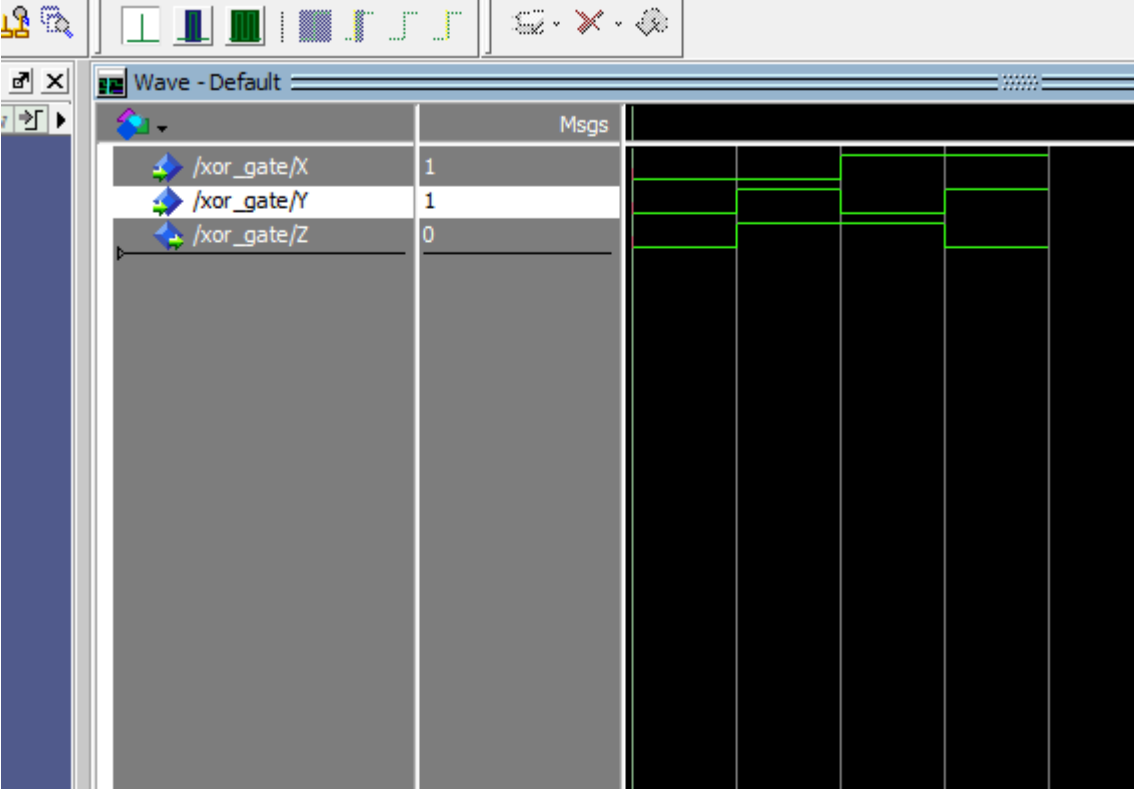 Wave - Default
Msgs
/xor_gate/X 1
/xor_gate/Y 1
/xor_gate/Z 0